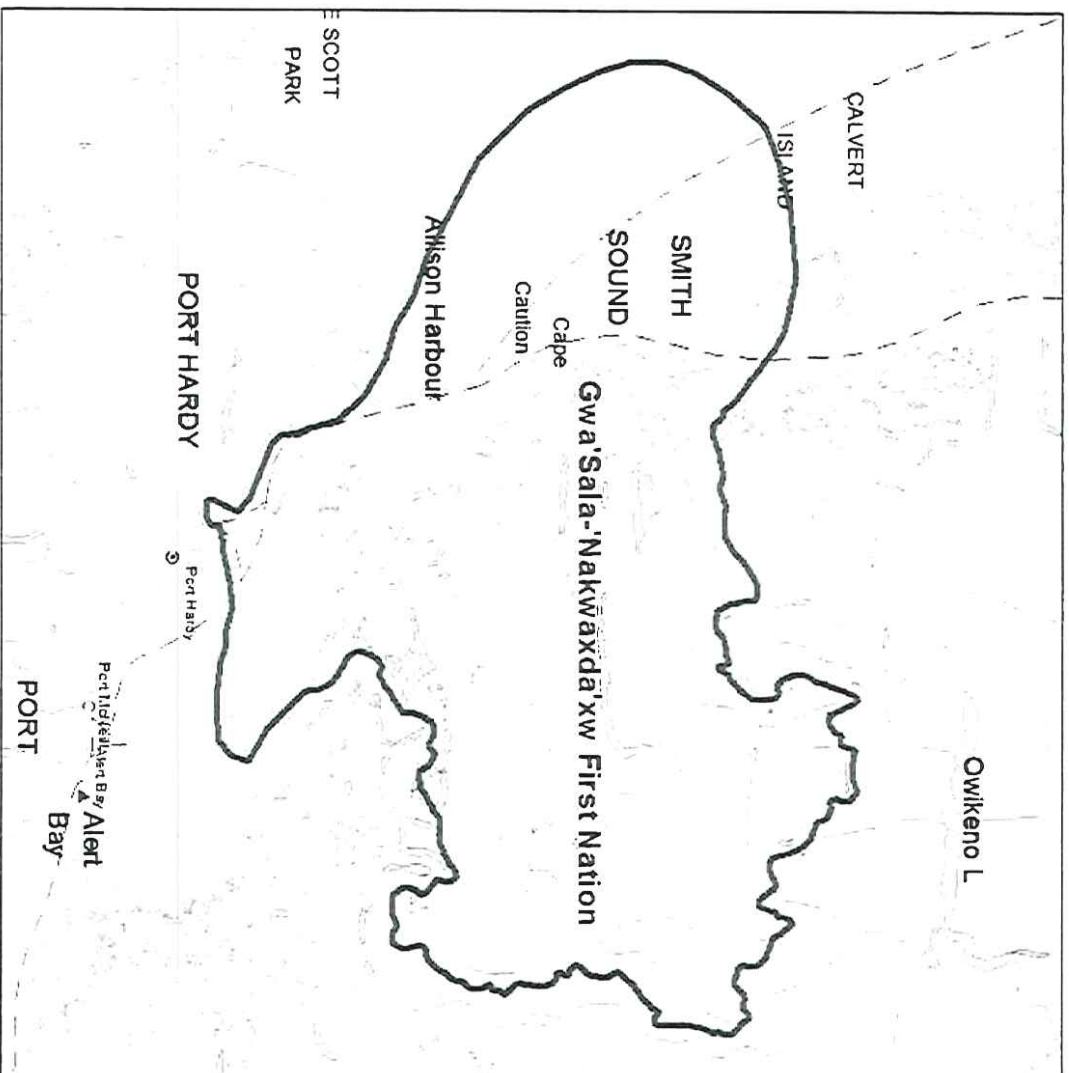 CALVERT
ISLAND
Owikeno L
SMITH
SOUND
Cape
Caution
Gwa'Sala-'Nakwaxda'xw First Nation
Allison Harbour
SCOTT
PARK
PORT HARDY
Port Hardy
Alert
Bay
PORT